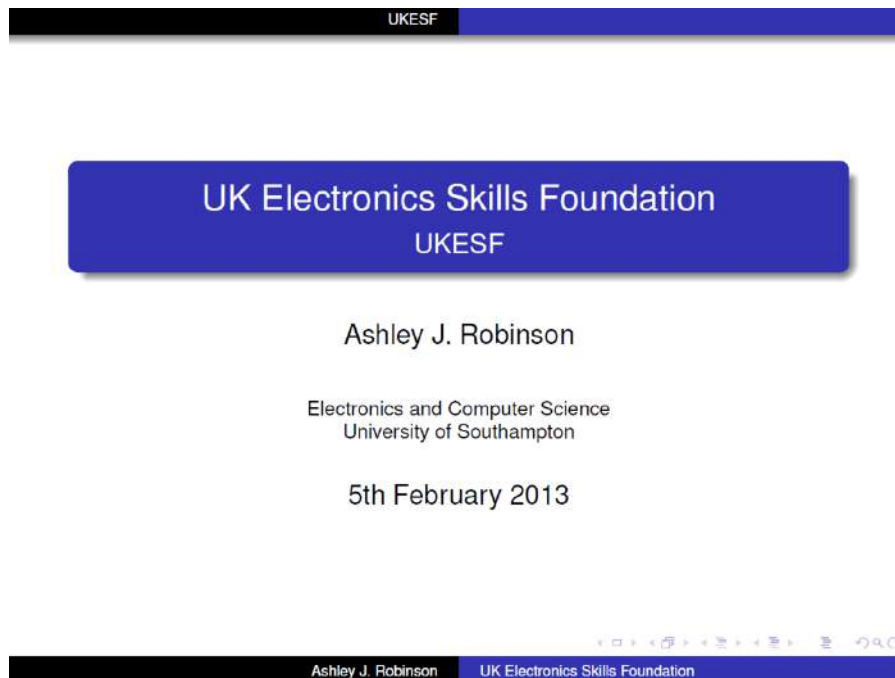 UKESF
UK Electronics Skills Foundation
UKESF
Ashley J. Robinson
Electronics and Computer Science
University of Southampton
5th February 2013
Ashley J. Robinson
UK Electronics Skills Foundation